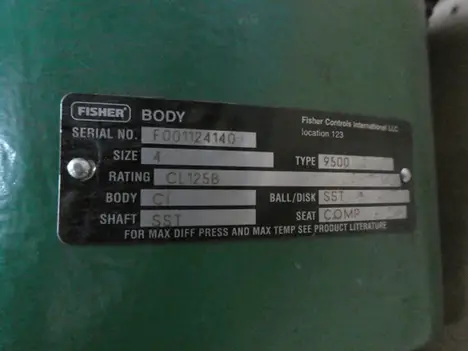 FISHER BODY
Fisher Controls International LLC
location 123
SERIAL NO. F001124140
SIZE 4 TYPE 9500
RATING CL125B
BODY CI BALL/DISK SST
SHAFT SST SEAT COMP
FOR MAX DIFF PRESS AND MAX TEMP SEE PRODUCT LITERATURE